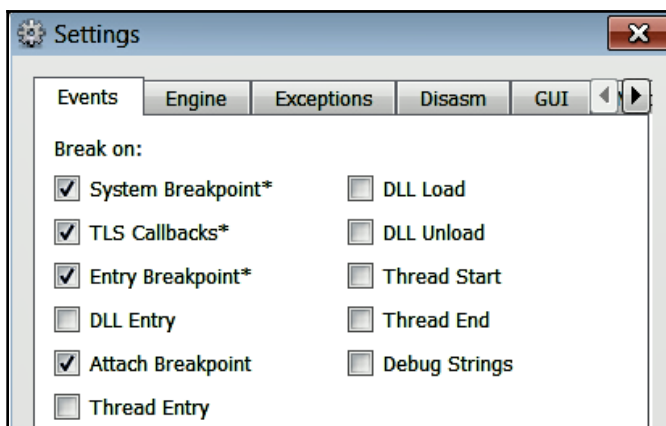 Settings
Events Engine Exceptions Disasm GUI
Break on:
System Breakpoint* DLL Load
TLS Callbacks* DLL Unload
Entry Breakpoint* Thread Start
DLL Entry Thread End
Attach Breakpoint Debug Strings
Thread Entry